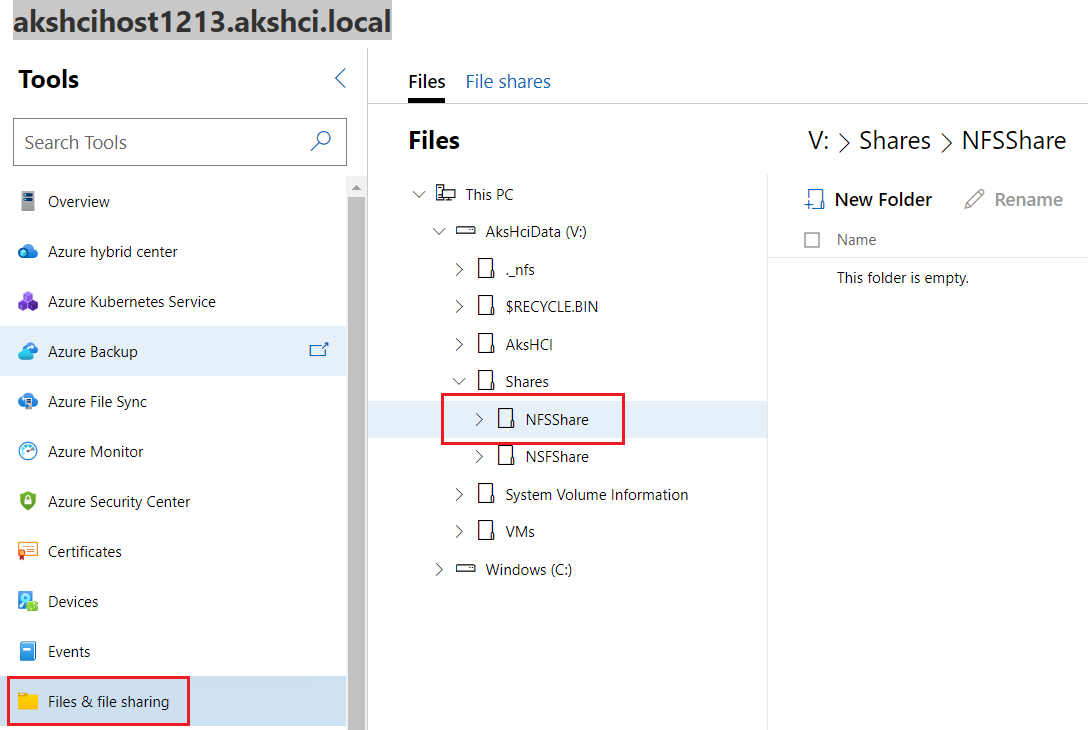 akshcihost1213.akshci.local
Tools
Search Tools
Overview
Azure hybrid center
Azure Kubernetes Service
Azure Backup
Azure File Sync
Azure Monitor
Azure Security Center
Certificates
Devices
Events
Files & file sharing
Files
File shares
Files
This PC
AksHciData (V:)
._nfs
$RECYCLE.BIN
AksHCI
Shares
NFSShare
NSFShare
System Volume Information
VMs
Windows (C:)
V: > Shares > NFSShare
New Folder
Rename
Name
This folder is empty.